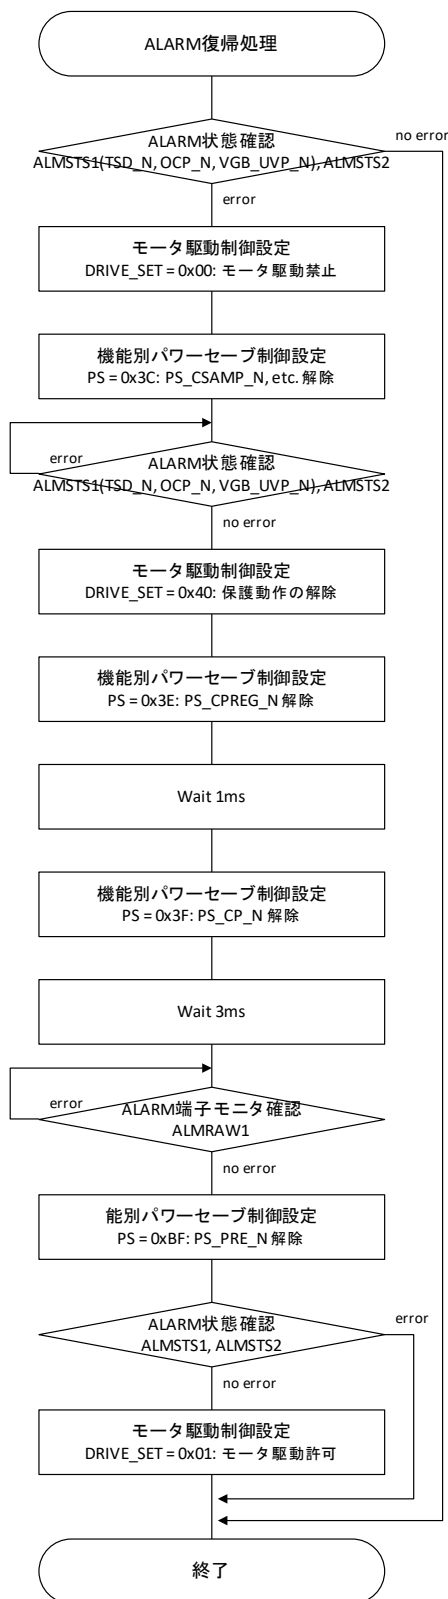 ALARM復帰処理
ALARM状態確認
no error
ALMSTS1(TSD_N, OCP_N, VGB_UVP_N), ALMSTS2
error
モータ駆動制御設定
DRIVE_SET = 0x00: モータ駆動禁止
機能別パワーセーブ制御設定
PS = 0x3C: PS_CSAMP_N, etc. 解除
error
ALARM状態確認
ALMSTS1(TSD_N, OCP_N, VGB_UVP_N), ALMSTS2
no error
モータ駆動制御設定
DRIVE_SET = 0x40: 保護動作の解除
機能別パワーセーブ制御設定
PS = 0x3E: PS_CPREG_N 解除
Wait 1ms
機能別パワーセーブ制御設定
PS = 0x3F: PS_CP_N 解除
Wait 3ms
error
ALARM端子モニタ確認
ALMRAW1
no error
能別パワーセーブ制御設定
PS = 0xBF: PS_PRE_N 解除
ALARM状態確認
error
ALMSTS1, ALMSTS2
no error
モータ駆動制御設定
DRIVE_SET = 0x01: モータ駆動許可
終了